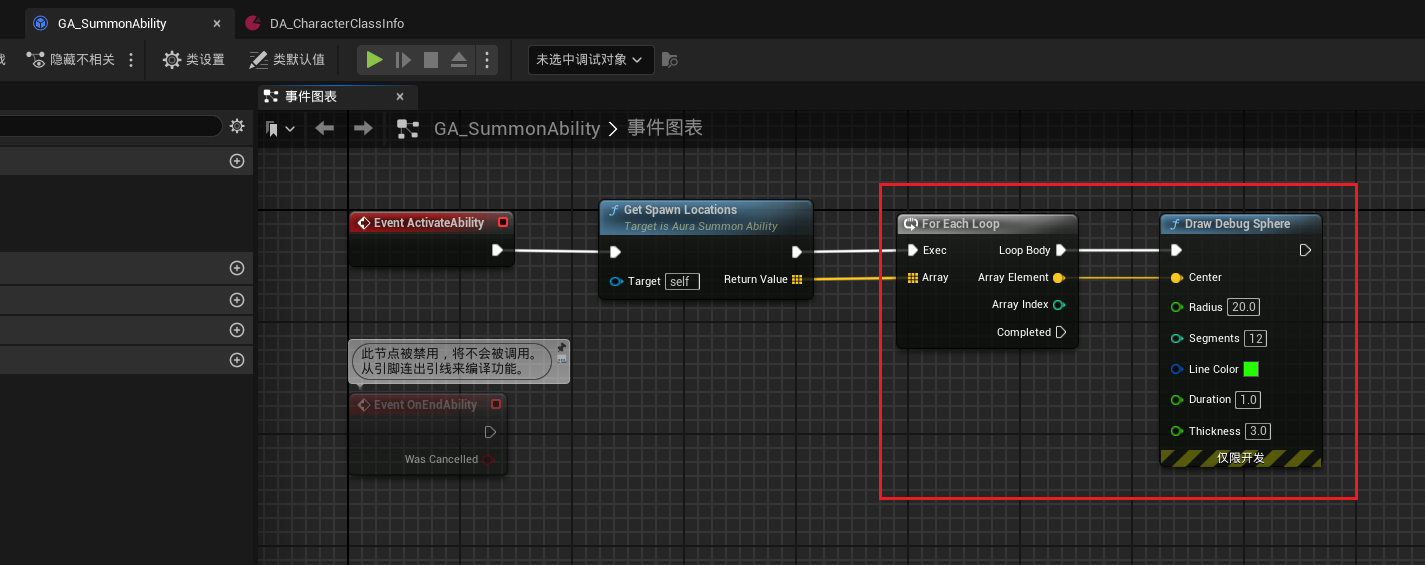 GA_SummonAbility
DA_CharacterClassInfo
隐藏不相关
类设置
类默认值
未选中调试对象
事件图表
GA_SummonAbility > 事件图表
Event ActivateAbility
Get Spawn Locations
Target is Aura Summon Ability
Target self
Return Value
For Each Loop
Exec
Loop Body
Array
Array Element
Array Index
Completed
Draw Debug Sphere
Center
Radius 20.0
Segments 12
Line Color
Duration 1.0
Thickness 3.0
仅限开发
此节点被禁用，将不会被调用。
从引脚连出引线来编译功能。
Event OnEndAbility
Was Cancelled